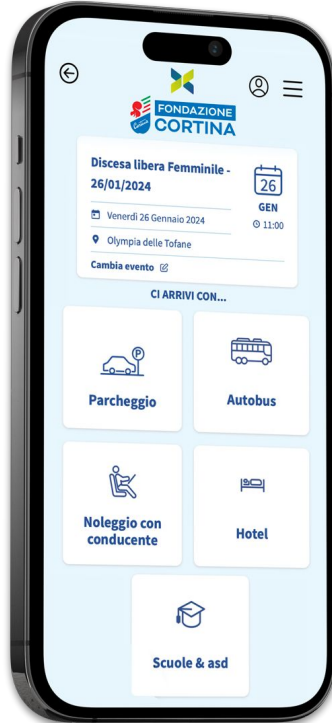 FONDAZIONE
CORTINA
Discesa libera Femminile -
26/01/2024
26
GEN
Venerdì 26 Gennaio 2024
11:00
Olympia delle Tofane
Cambia evento
CI ARRIVI CON...
P
Parcheggio
Autobus
Noleggio con
conducente
Hotel
Scuole & asd